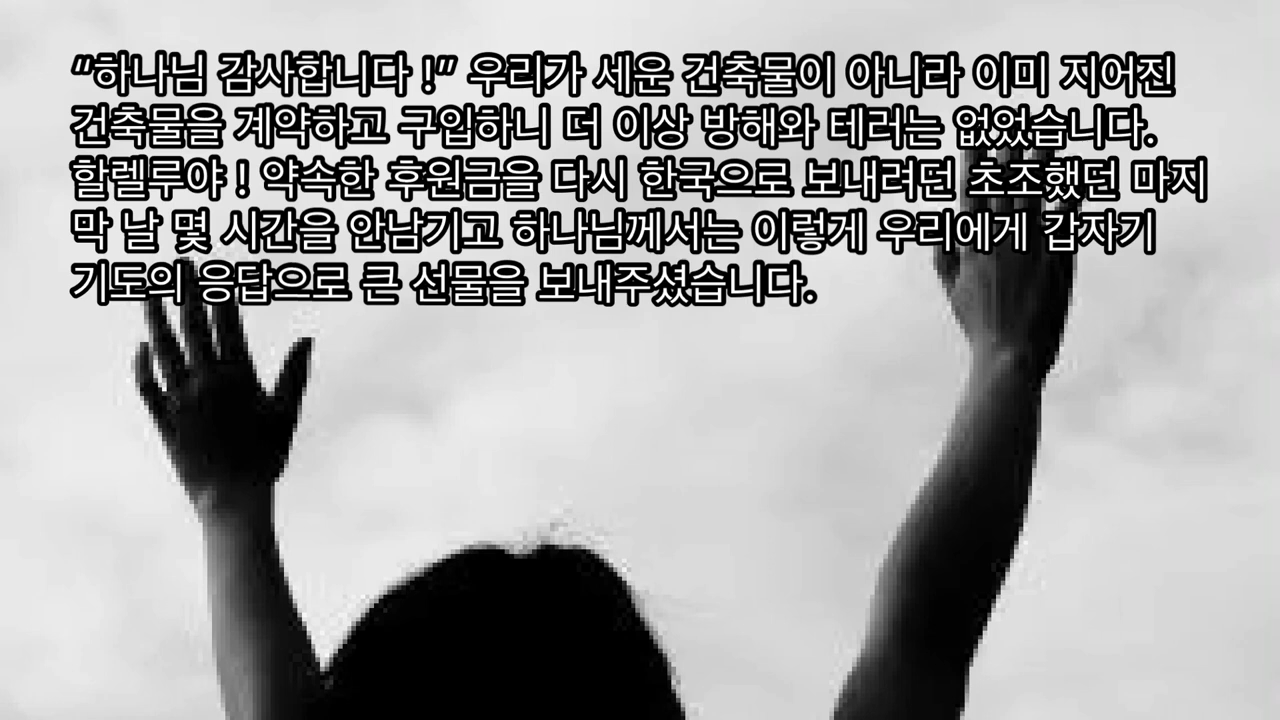 “하나님 감사합니다 !” 우리가 세운 건축물이 아니라 이미 지어진
건축물을 계약하고 구입하니 더 이상 방해와 테러는 없었습니다.
할렐루야 ! 약속한 후원금을 다시 한국으로 보내려던 초조했던 마지
막 날 몇 시간을 안남기고 하나님께서는 이렇게 우리에게 갑자기
기도의 응답으로 큰 선물을 보내주셨습니다.